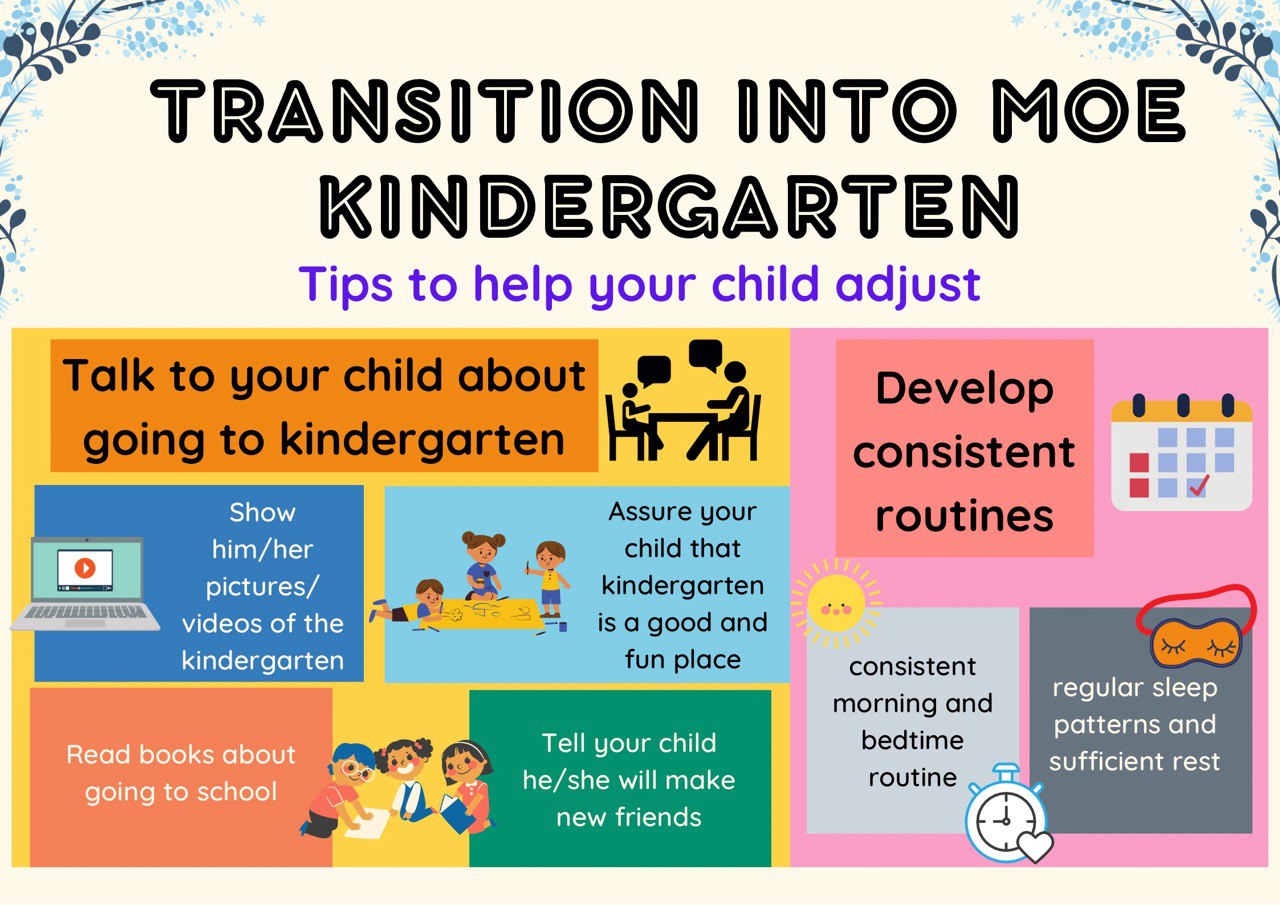 TRANSITION INTO MOE
KINDERGARTEN
Tips to help your child adjust
Talk to your child about
going to kindergarten
Show
him/her
pictures/
videos of the
kindergarten
Assure your
child that
kindergarten
is a good and
fun place
Read books about
going to school
Tell your child
he/she will make
new friends
Develop
consistent
routines
consistent
morning and
bedtime
routine
regular sleep
patterns and
sufficient rest